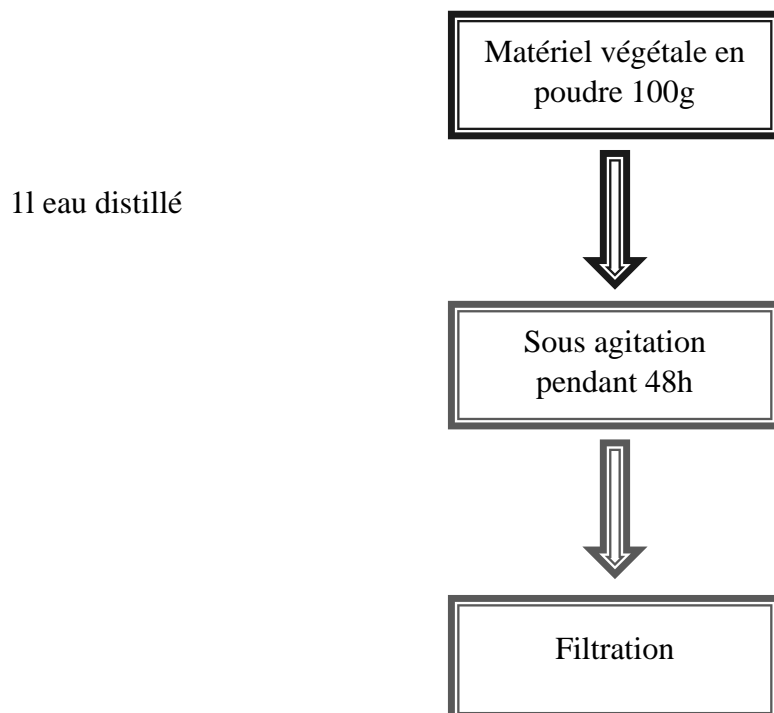 Matériel végétale en
poudre 100g
1l eau distillé
Sous agitation
pendant 48h
Filtration